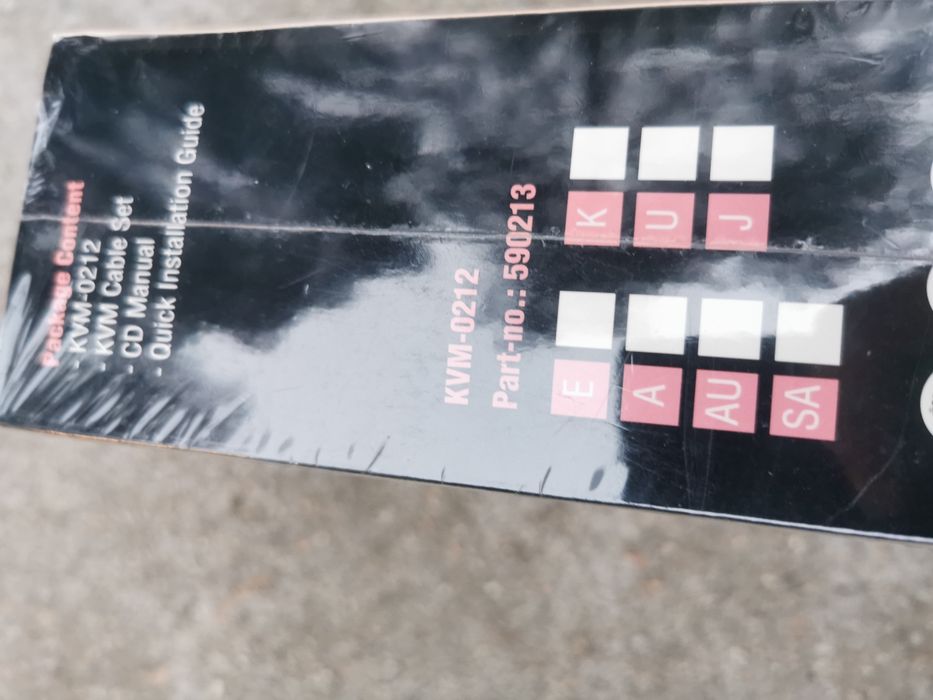 Package Content
- KVM-0212
- KVM Cable Set
- CD Manual
- Quick Installation Guide
KVM-0212
Part-no.: 590213
E K
A U
AU J
SA